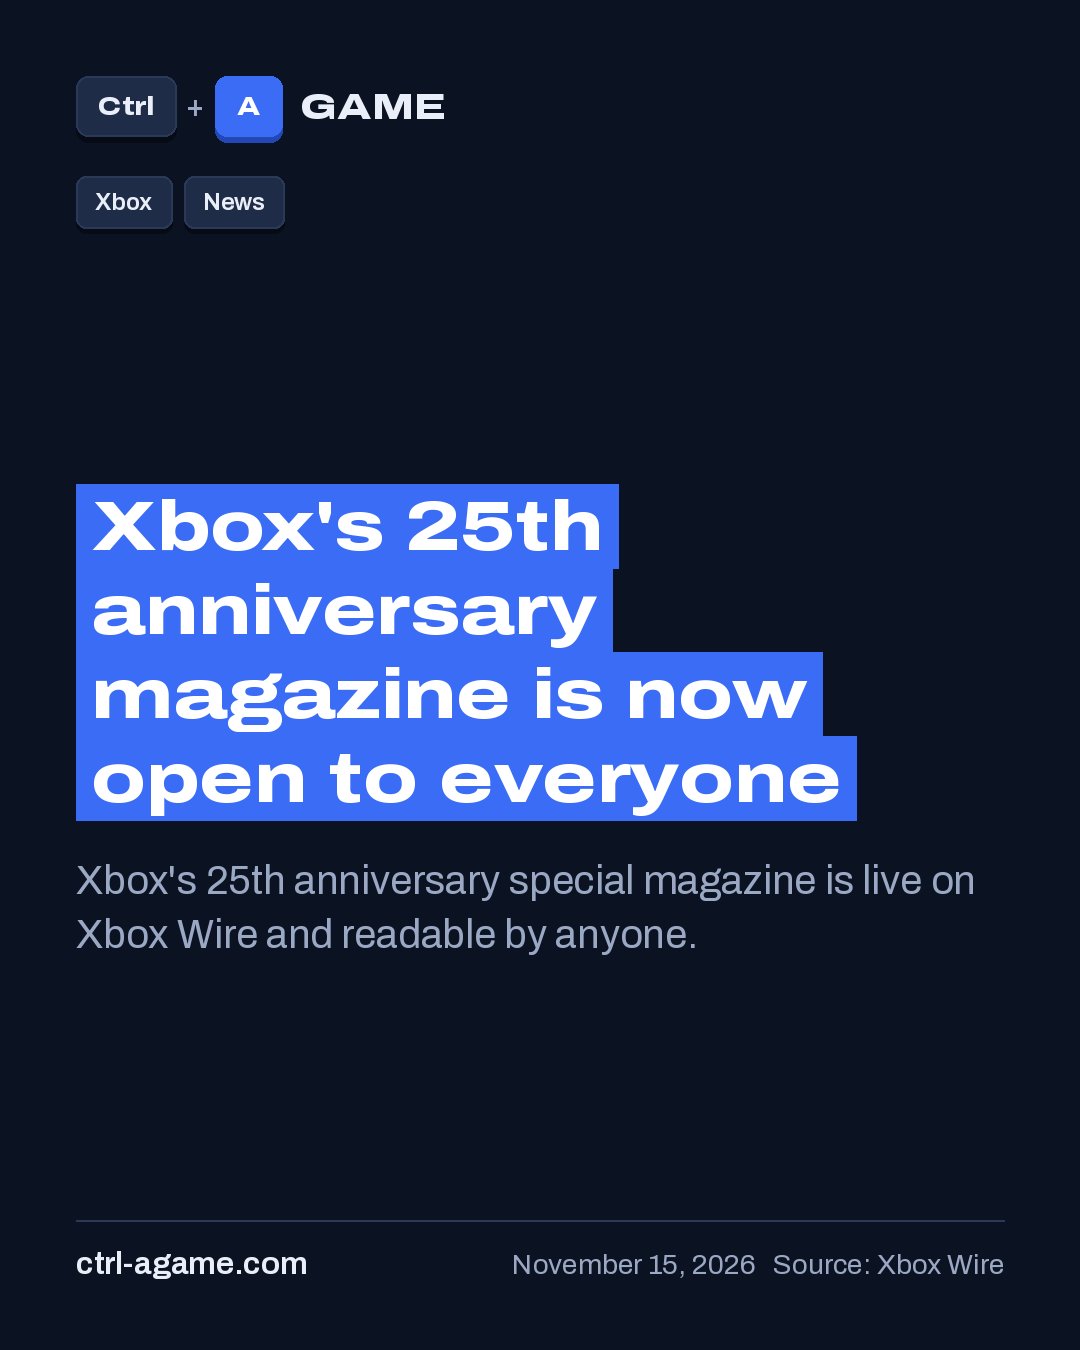 Ctrl + A GAME
Xbox News
Xbox's 25th
anniversary
magazine is now
open to everyone
Xbox's 25th anniversary special magazine is live on
Xbox Wire and readable by anyone.
ctrl-agame.com November 15, 2026 Source: Xbox Wire